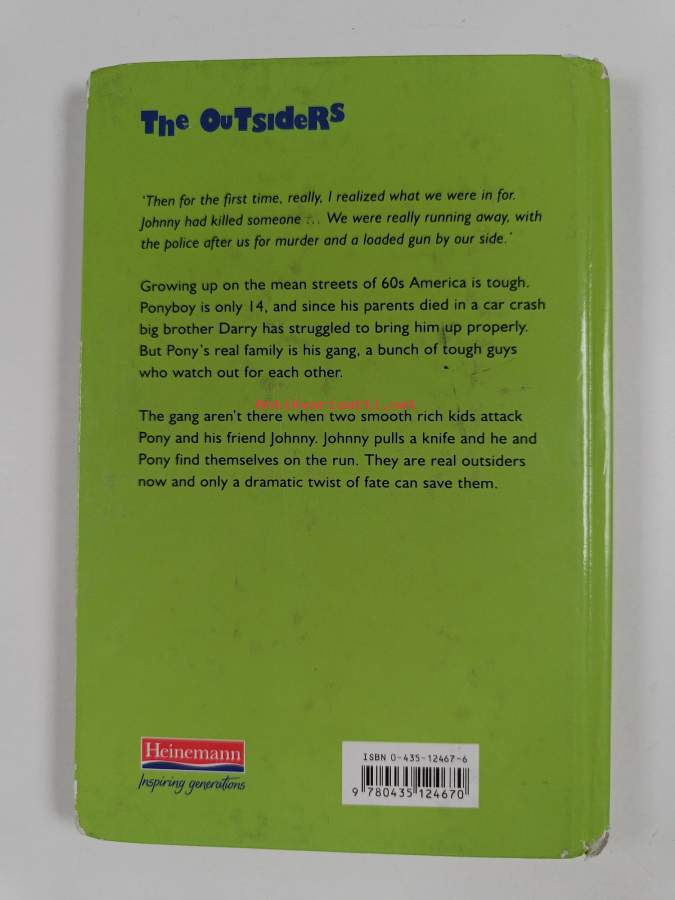 The OuTsIdeRs
'Then for the first time, really, I realized what we were in for.
Johnny had killed someone ... We were really running away, with
the police after us for murder and a loaded gun by our side.'
Growing up on the mean streets of 60s America is tough.
Ponyboy is only 14, and since his parents died in a car crash
big brother Darry has struggled to bring him up properly.
But Pony's real family is his gang, a bunch of tough guys
who watch out for each other.
Antikvariaatti.net
The gang aren't there when two smooth rich kids attack
Pony and his friend Johnny. Johnny pulls a knife and he and
Pony find themselves on the run. They are real outsiders
now and only a dramatic twist of fate can save them.
Heinemann
Inspiring generations
ISBN 0-435-12467-6
9 780435 124670